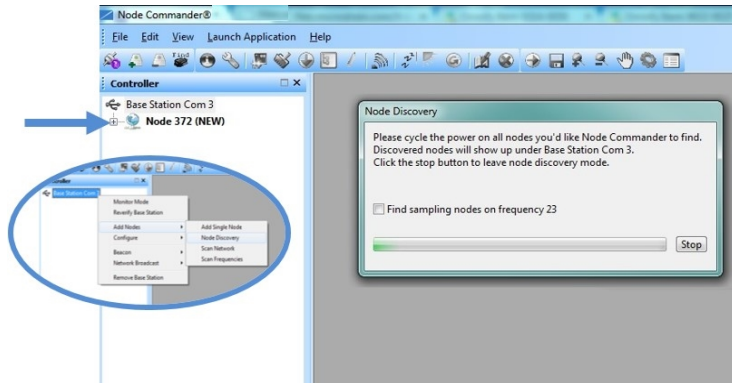 Node Commander®
File Edit View Launch Application Help
Controller
Base Station Com 3
Node 372 (NEW)
Base Station Com 3
Monitor Mode
Reverify Base Station
Add Nodes
Configure
Beacon
Network Broadcast
Remove Base Station
Add Single Node
Node Discovery
Scan Network
Scan Frequencies
Node Discovery
Please cycle the power on all nodes you'd like Node Commander to find.
Discovered nodes will show up under Base Station Com 3.
Click the stop button to leave node discovery mode.
Find sampling nodes on frequency 23
Stop